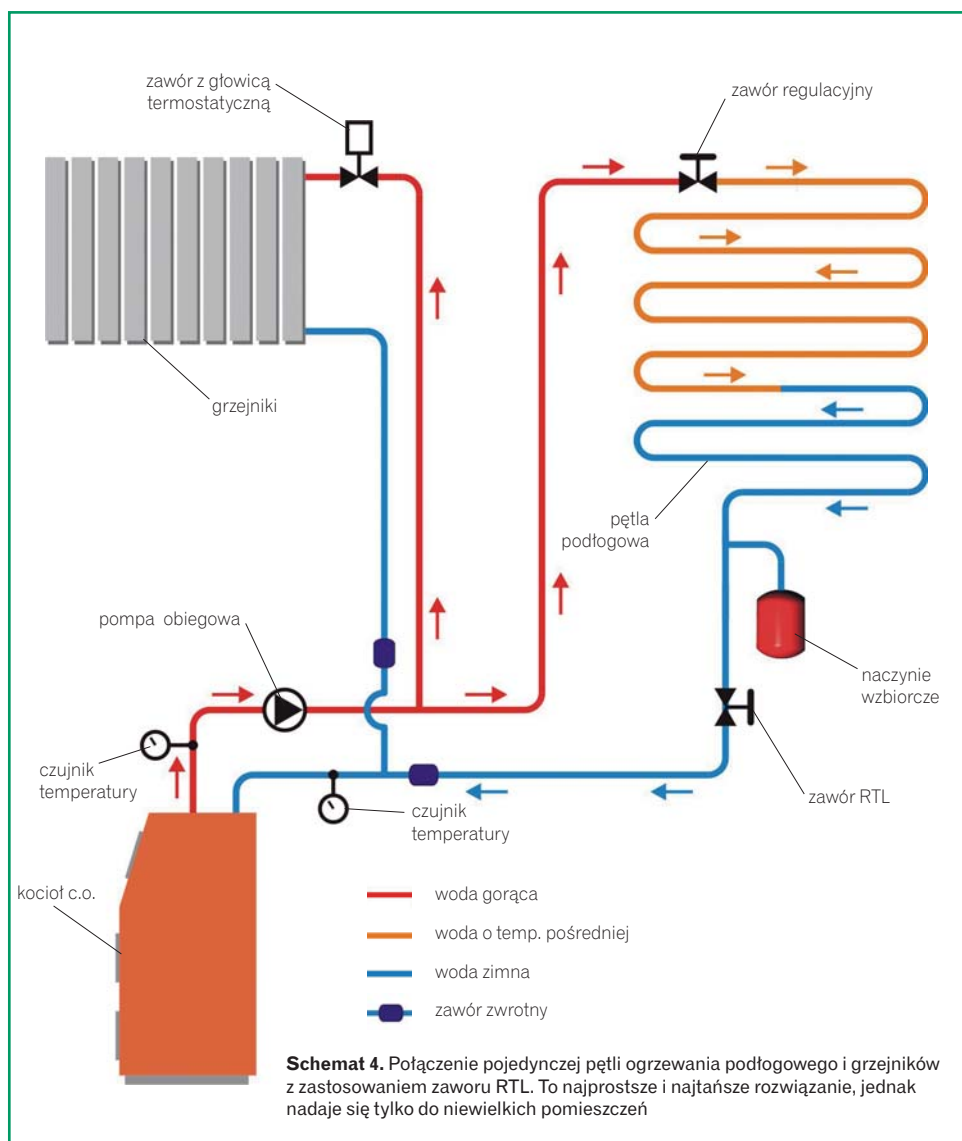 zawór z głowicą
termostatyczną
zawór regulacyjny
grzejniki
pętla
podłogowa
pompa obiegowa
naczynie
wzbiorcze
czujnik
temperatury
zawór RTL
czujnik
temperatury
kocioł c.o.
woda gorąca
woda o temp. pośredniej
woda zimna
zawór zwrotny
Schemat 4. Połączenie pojedynczej pętli ogrzewania podłogowego i grzejników
z zastosowaniem zaworu RTL. To najprostsze i najtańsze rozwiązanie, jednak
nadaje się tylko do niewielkich pomieszczeń